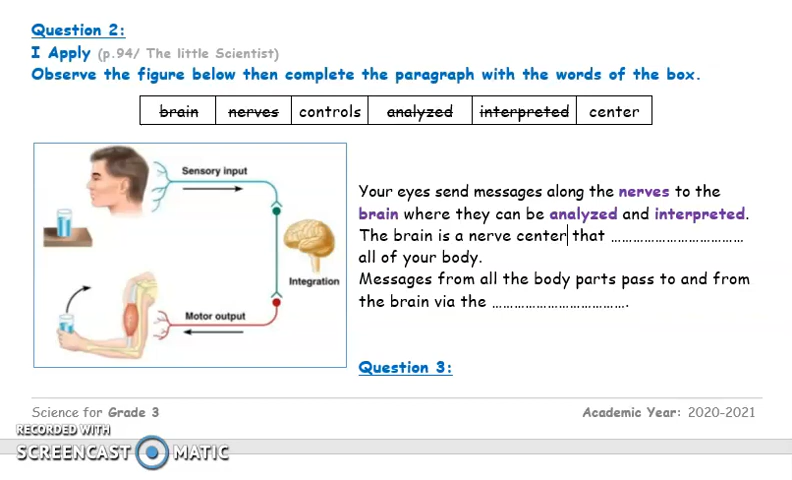 Question 2:
I Apply (p.94/ The little Scientist)
Observe the figure below then complete the paragraph with the words of the box.
brain nerves controls analyzed interpreted center
Sensory input
Integration
Motor output
Your eyes send messages along the nerves to the
brain where they can be analyzed and interpreted.
The brain is a nerve center that ....................................
all of your body.
Messages from all the body parts pass to and from
the brain via the ....................................
Question 3:
Science for Grade 3
Academic Year: 2020-2021
RECORDED WITH
SCREENCAST MATIC